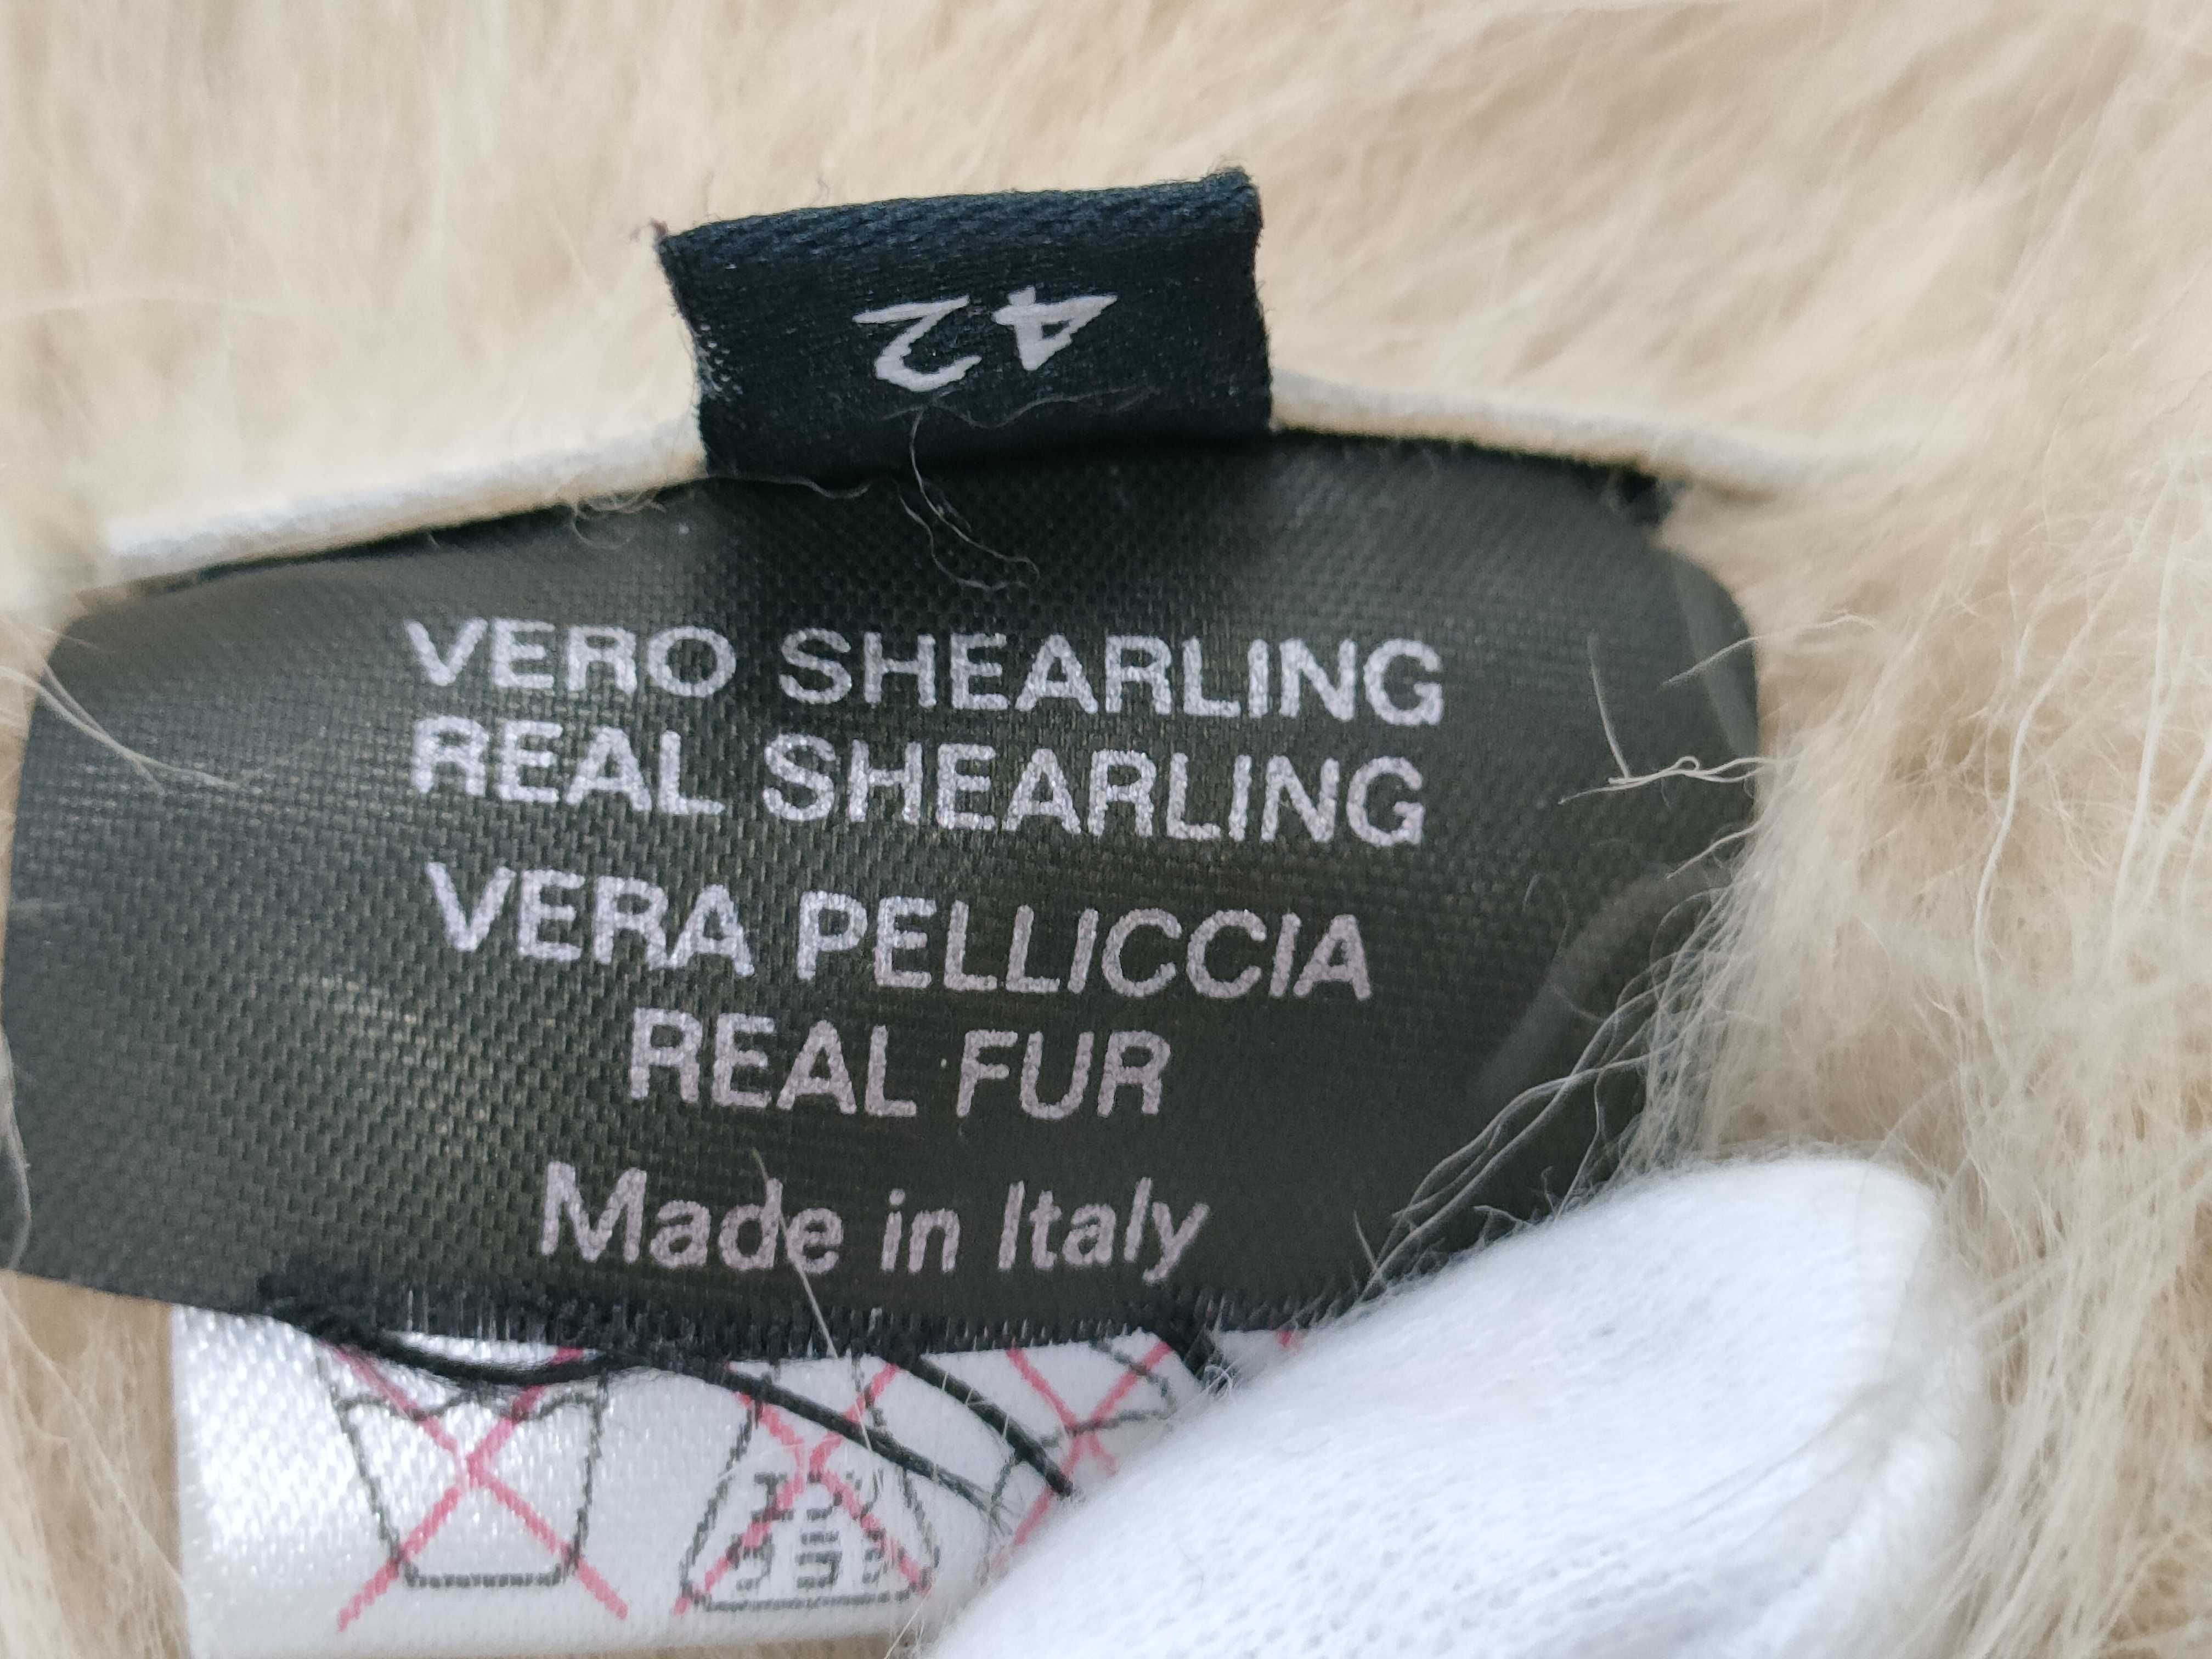 42
VERO SHEARLING
REAL SHEARLING
VERA PELLICCIA
REAL FUR
Made in Italy